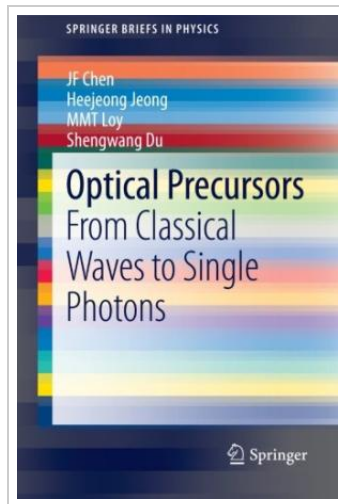 SPRINGER BRIEFS IN PHYSICS
JF Chen
Heejeong Jeong
MMT Loy
Shengwang Du
Optical Precursors
From Classical
Waves to Single
Photons
Springer